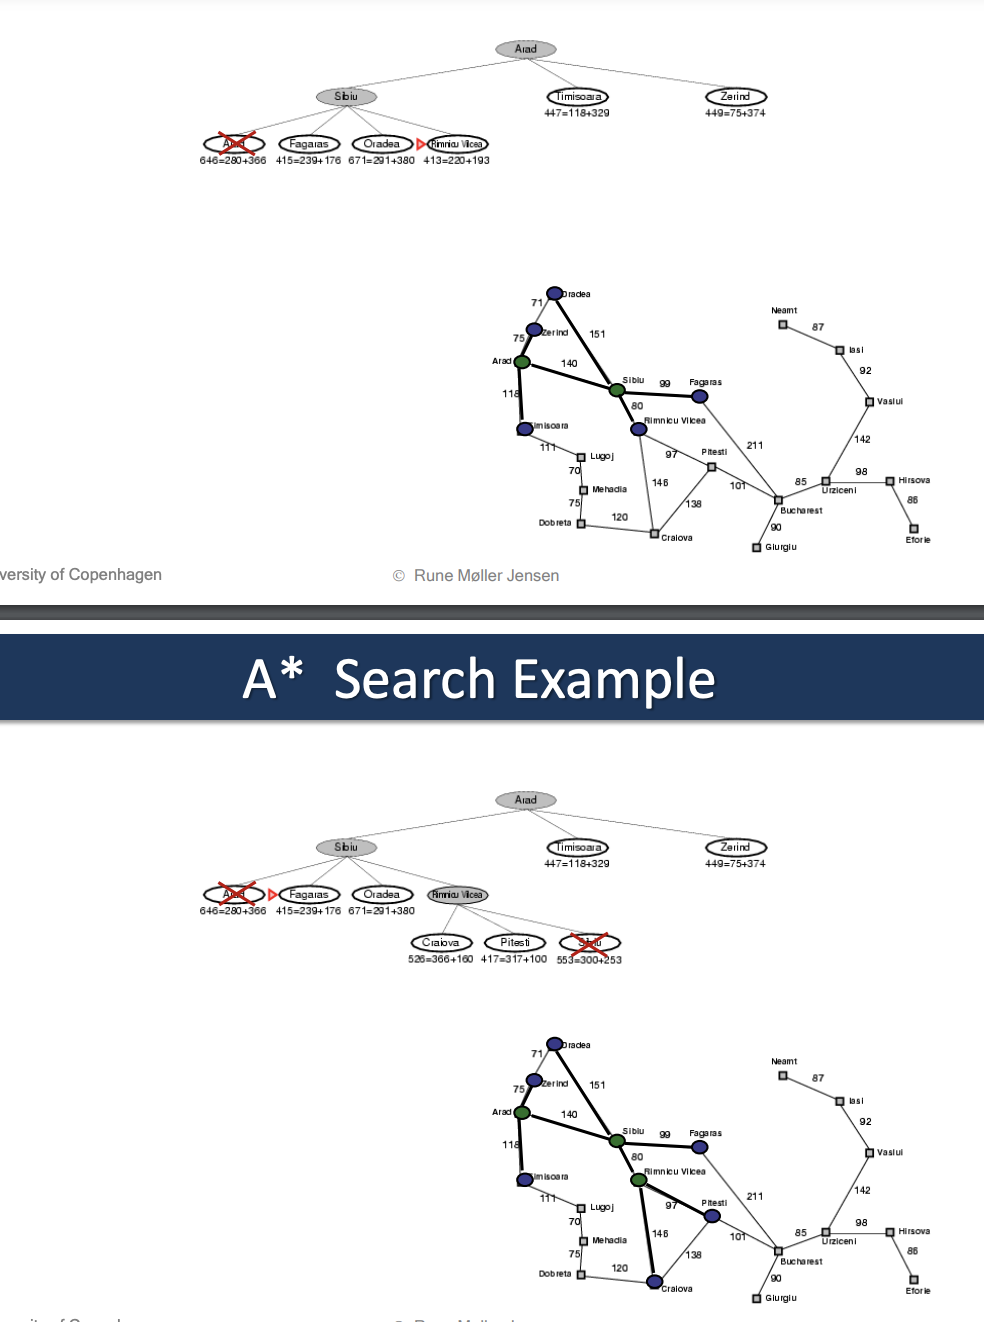 Arad
Sibiu Timisoara Zerind
447=118+329 449=75+374
Arad Fagaras Oradea Rimnicu Vilcea
646=280+366 415=239+176 671=291+380 413=220+193
Oradea
71
Neamt
87
Zerind 151
75
Iasi
Arad 140
92
Sibiu 99 Fagaras
118
80
Vaslui
Timisoara Rimnicu Vilcea
111 97 Pitesti 211 142
Lugoj
70 146 85 98 Hirsova
Mehadia 101 Urziceni
75 138 86
Bucharest
Dobreta 120 90
Craiova Eforie
Giurgiu
versity of Copenhagen © Rune Møller Jensen
A* Search Example
Arad
Sibiu Timisoara Zerind
447=118+329 449=75+374
Arad Fagaras Oradea Rimnicu Vilcea
646=280+366 415=239+176 671=291+380
Craiova Pitesti Sibiu
526=366+160 417=317+100 553=300+253
Oradea
71
Neamt
87
Zerind 151
75
Iasi
Arad 140
92
Sibiu 99 Fagaras
118
80
Vaslui
Timisoara Rimnicu Vilcea
111 97 Pitesti 211 142
Lugoj
70 146 85 98 Hirsova
Mehadia 101 Urziceni
75 138 86
Bucharest
Dobreta 120 90
Craiova Eforie
Giurgiu